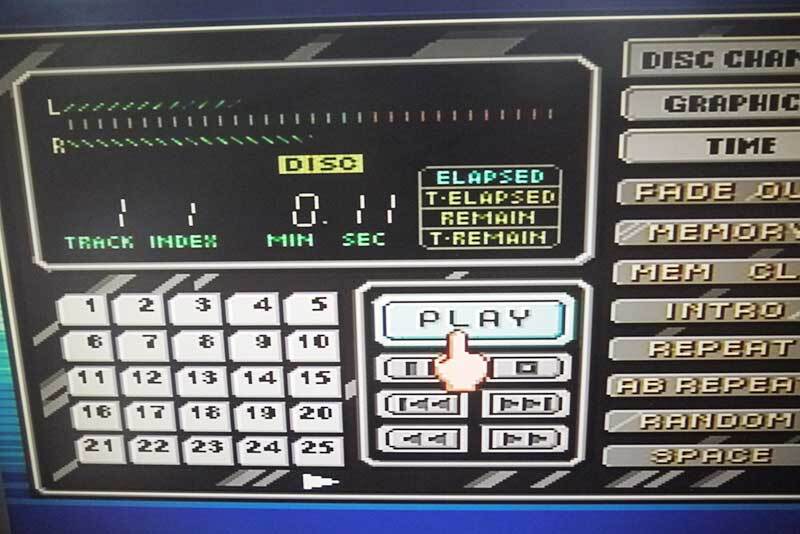 L
R
DISC
1 1 0. 11
TRACK INDEX MIN SEC
ELAPSED
T·ELAPSED
REMAIN
T·REMAIN
1 2 3 4 5
6 7 8 9 10
11 12 13 14 15
16 17 18 19 20
21 22 23 24 25
PLAY
DISC CHAN
GRAPHIC
TIME
FADE OU
MEMORY
MEM CL
INTRO
REPEAT
AB REPEAT
RANDOM
SPACE